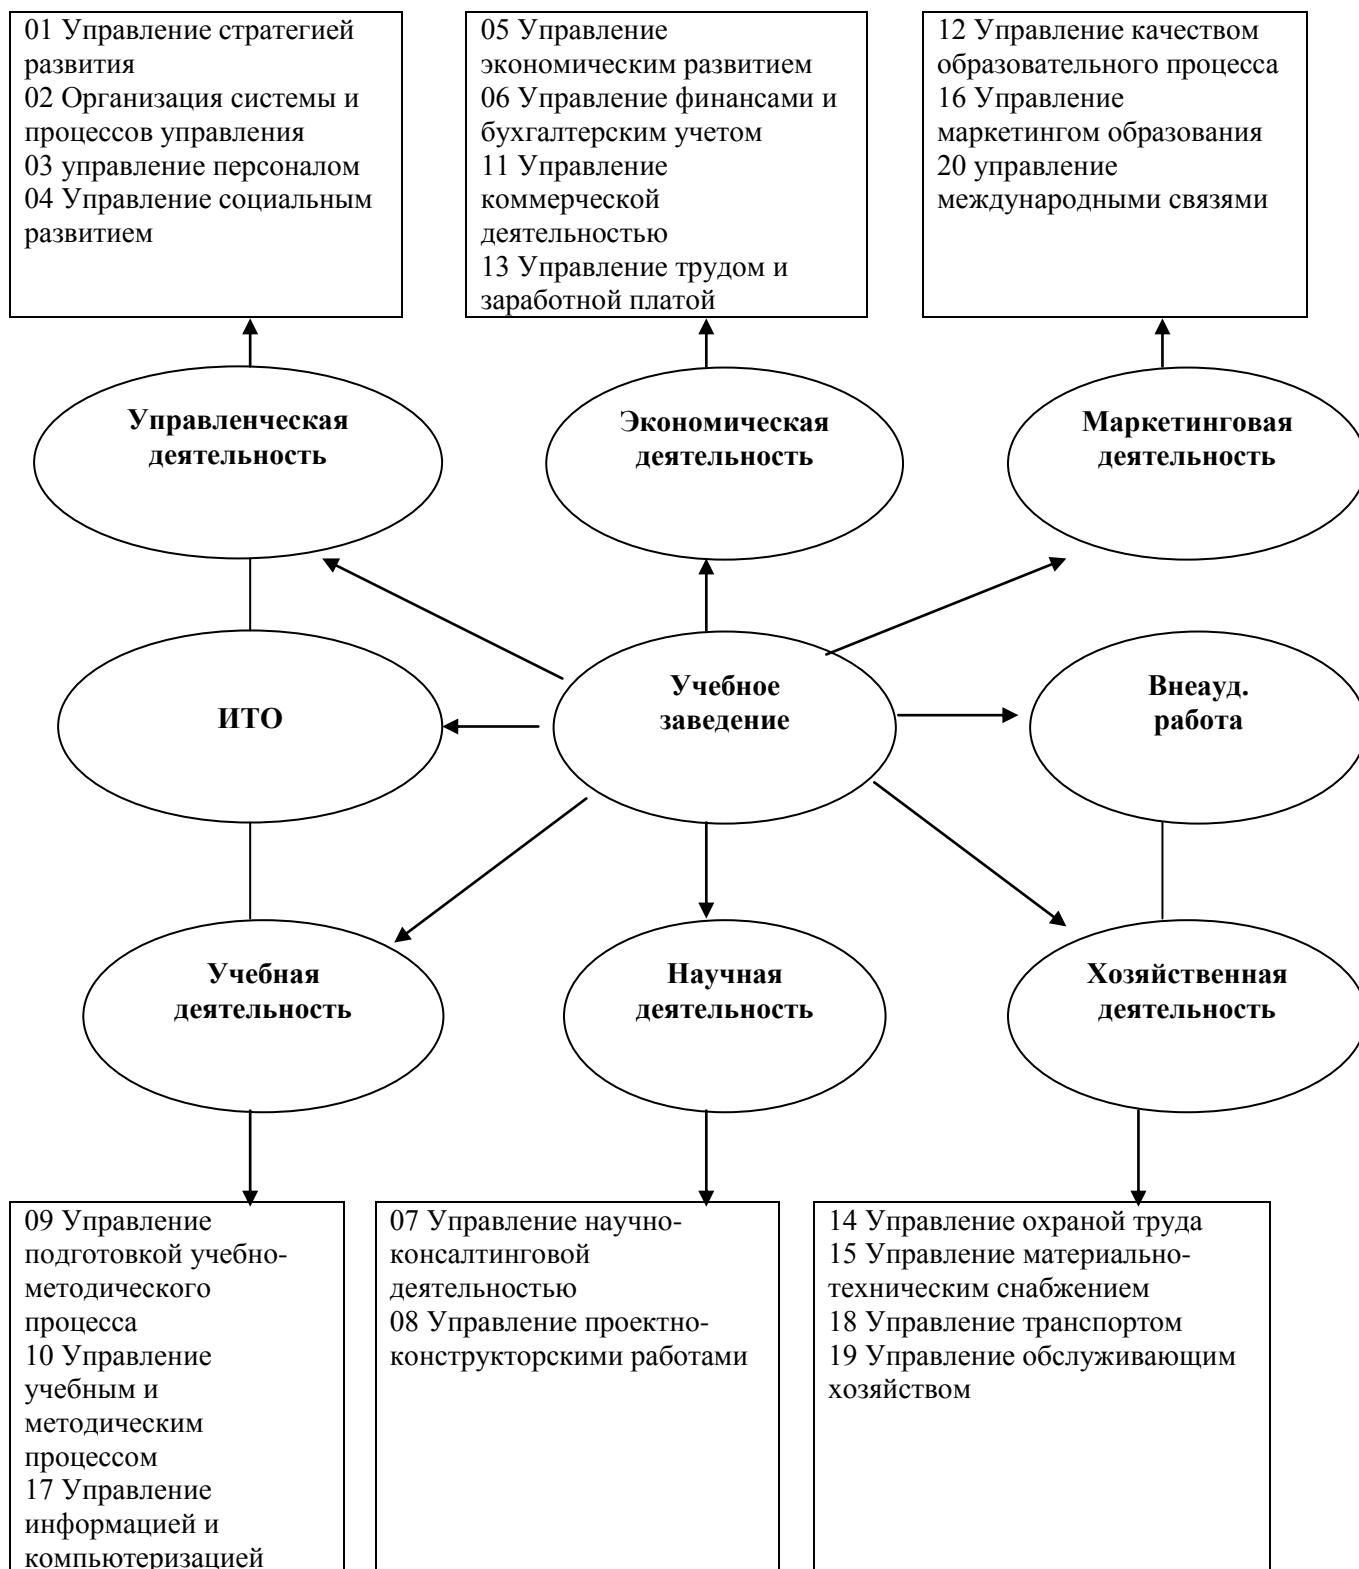 01 Управление стратегией
развития
02 Организация системы и
процессов управления
03 управление персоналом
04 Управление социальным
развитием
05 Управление
экономическим развитием
06 Управление финансами и
бухгалтерским учетом
11 Управление
коммерческой
деятельностью
13 Управление трудом и
заработной платой
12 Управление качеством
образовательного процесса
16 Управление
маркетингом образования
20 управление
международными связями
Управленческая
деятельность
Экономическая
деятельность
Маркетинговая
деятельность
ИТО
Учебное
заведение
Внеауд.
работа
Учебная
деятельность
Научная
деятельность
Хозяйственная
деятельность
09 Управление
подготовкой учебно-
методического
процесса
10 Управление
учебным и
методическим
процессом
17 Управление
информацией и
компьютеризацией
07 Управление научно-
консалтинговой
деятельностью
08 Управление проектно-
конструкторскими работами
14 Управление охраной труда
15 Управление материально-
техническим снабжением
18 Управление транспортом
19 Управление обслуживающим
хозяйством